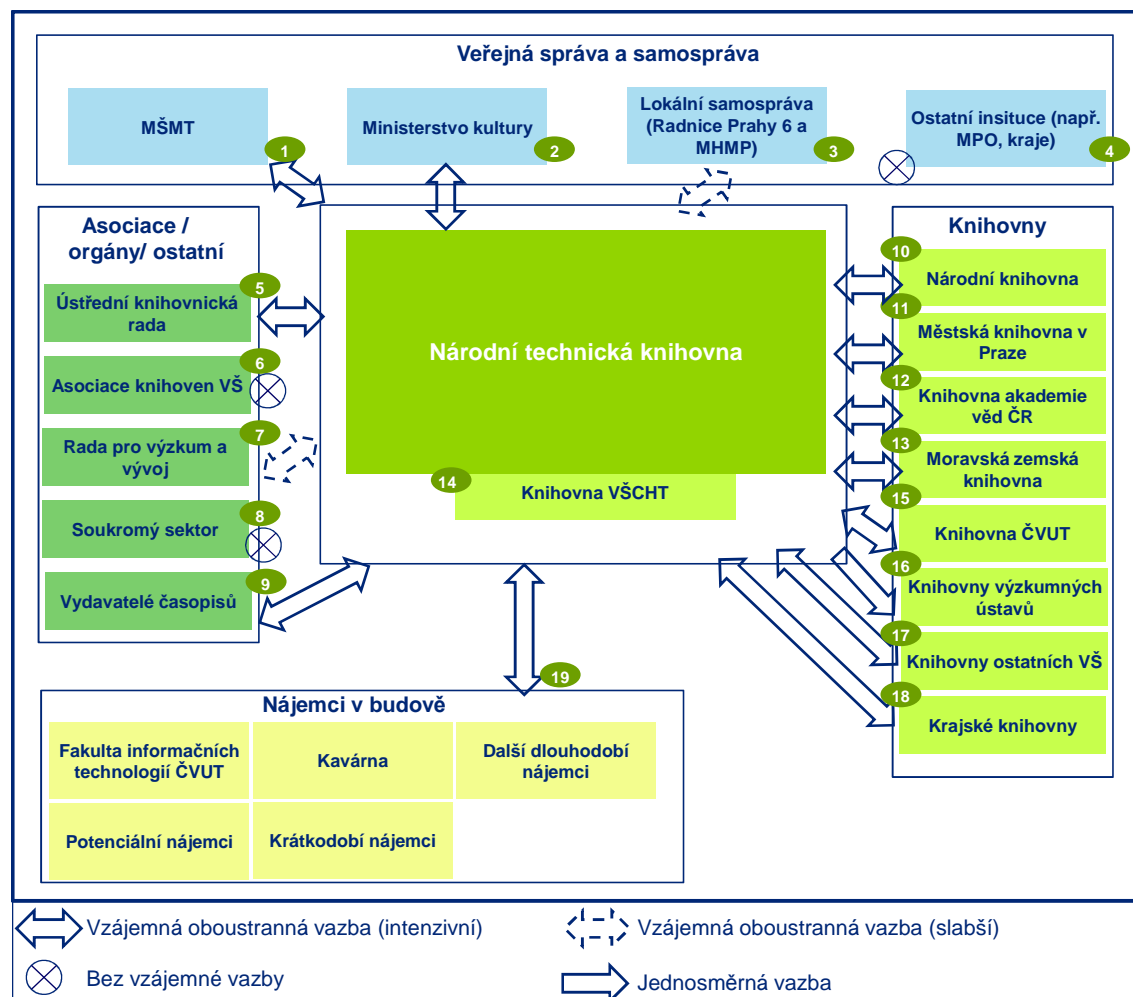 Veřejná správa a samospráva
MŠMT
1
Ministerstvo kultury
2
Lokální samospráva
(Radnice Prahy 6 a
MHMP)
3
Ostatní insituce (např.
MPO, kraje)
4
Asociace /
orgány/ ostatní
5
Ústřední knihovnická
rada
6
Asociace knihoven VŠ
7
Rada pro výzkum a
vývoj
8
Soukromý sektor
9
Vydavatelé časopisů
Národní technická knihovna
14
Knihovna VŠCHT
Knihovny
10
Národní knihovna
11
Městská knihovna v
Praze
12
Knihovna akademie
věd ČR
13
Moravská zemská
knihovna
15
Knihovna ČVUT
16
Knihovny výzkumných
ústavů
17
Knihovny ostatních VŠ
18
Krajské knihovny
19
Nájemci v budově
Fakulta informačních
technologií ČVUT
Kavárna
Další dlouhodobí
nájemci
Potenciální nájemci
Krátkodobí nájemci
Vzájemná oboustranná vazba (intenzivní)
Vzájemná oboustranná vazba (slabší)
Bez vzájemné vazby
Jednosměrná vazba